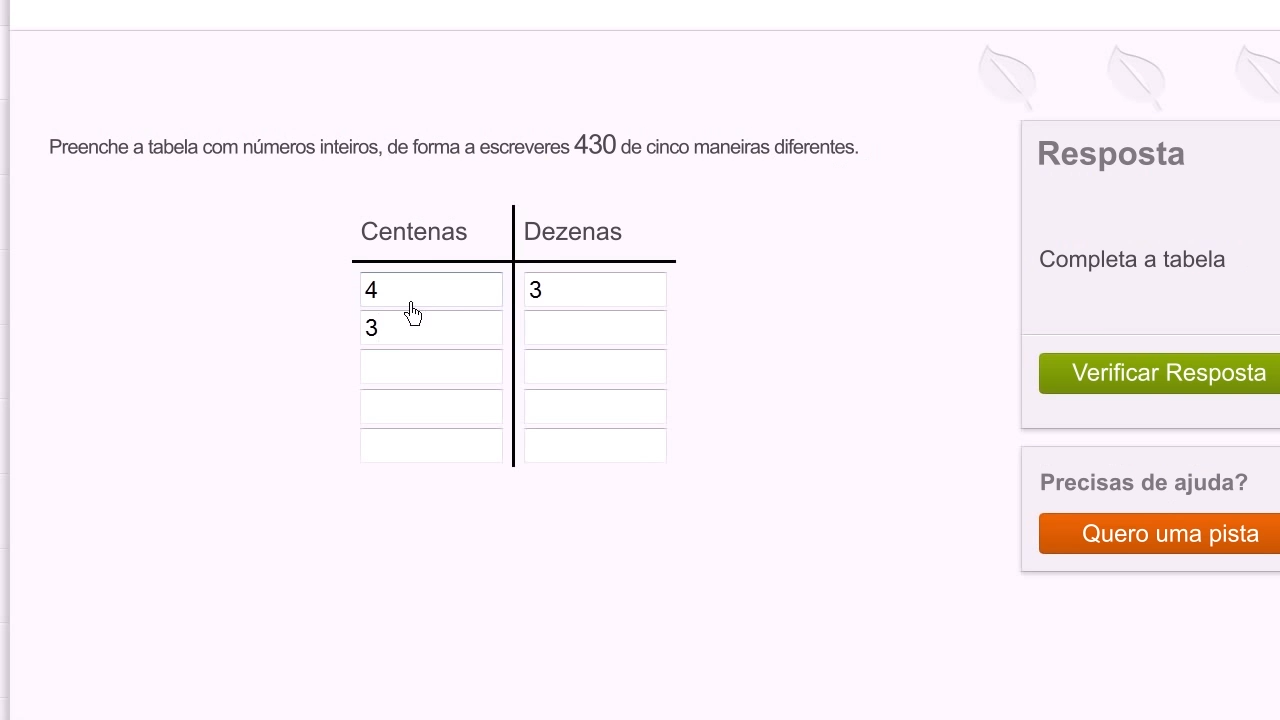 Preenche a tabela com números inteiros, de forma a escreveres 430 de cinco maneiras diferentes.
Centenas Dezenas
4 3
3
Resposta
Completa a tabela
Verificar Resposta
Precisas de ajuda?
Quero uma pista